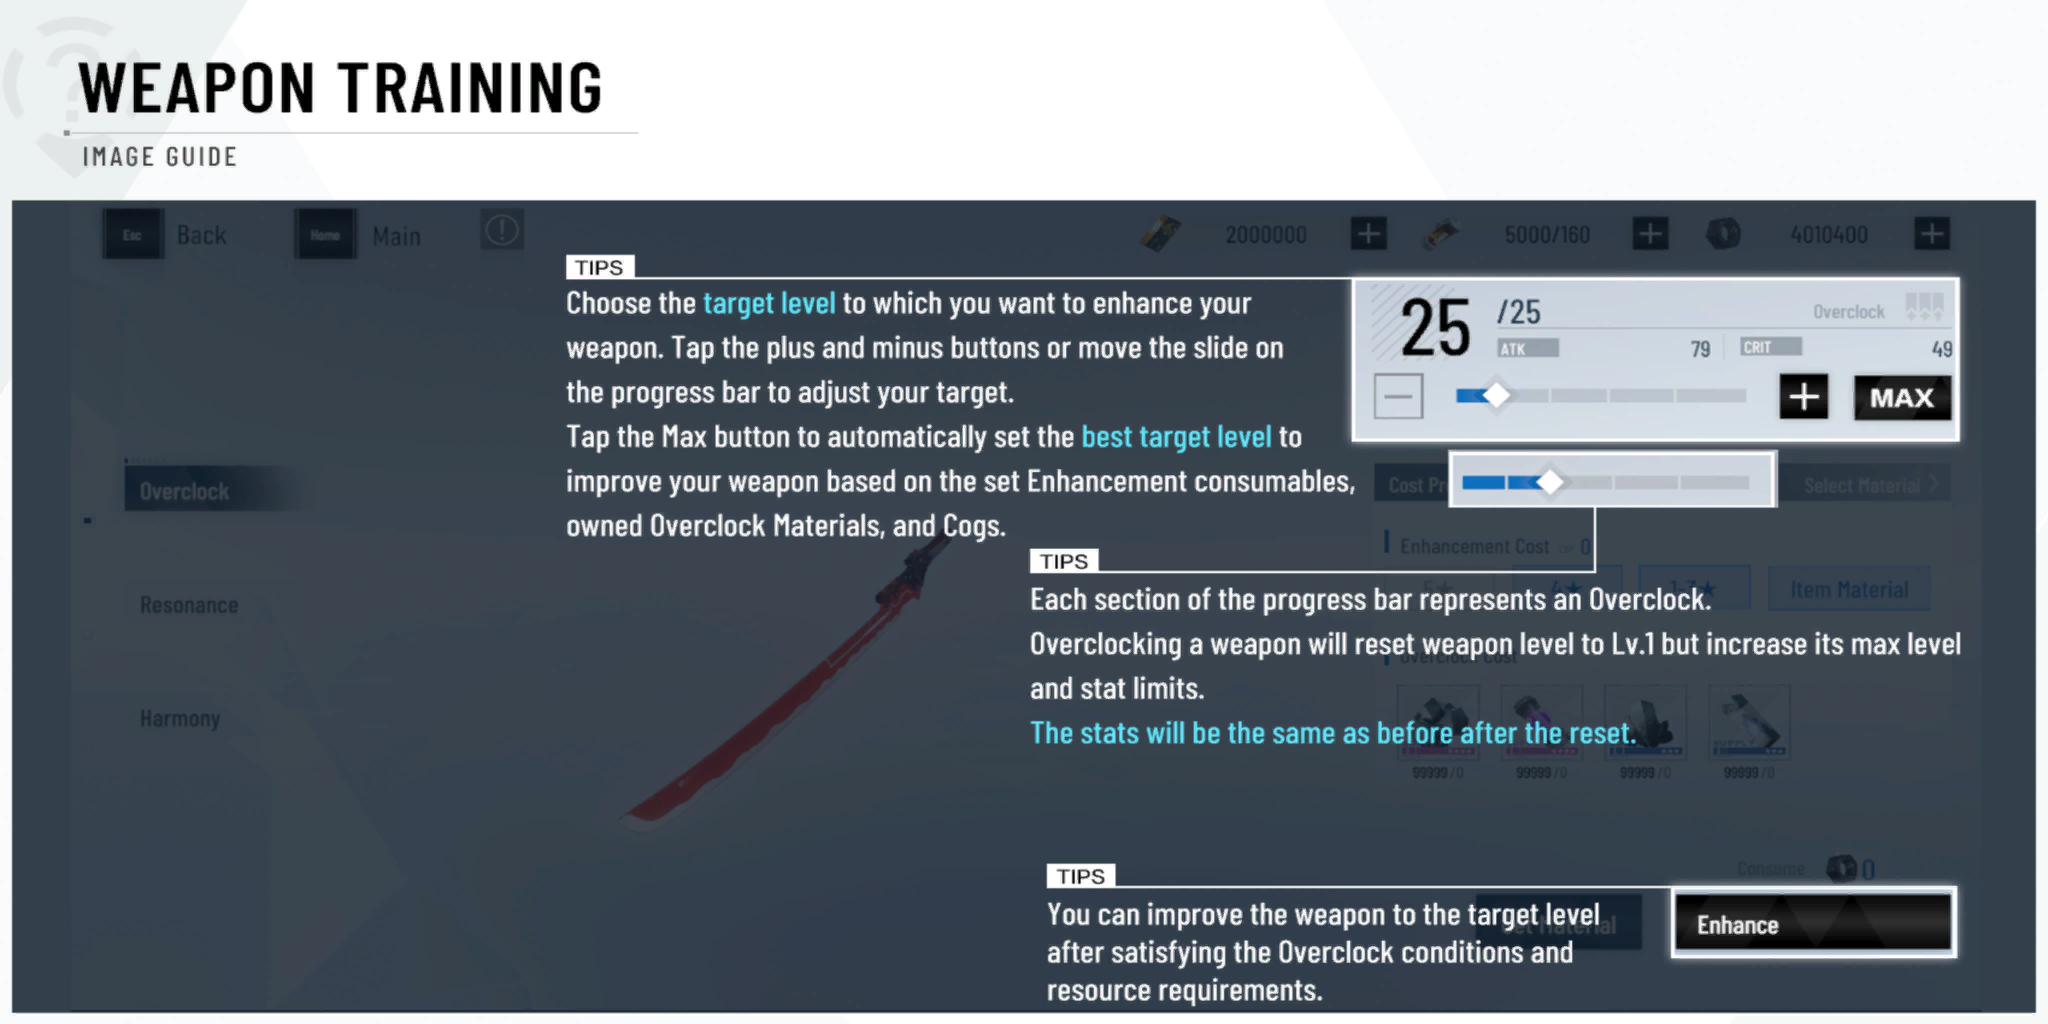 WEAPON TRAINING
IMAGE GUIDE
Esc Back Home Main 2000000 5000/160 4010400
TIPS
Choose the target level to which you want to enhance your
weapon. Tap the plus and minus buttons or move the slide on
the progress bar to adjust your target.
Tap the Max button to automatically set the best target level to
improve your weapon based on the set Enhancement consumables,
owned Overclock Materials, and Cogs.
25 /25 Overclock
ATK 79 CRIT 49
MAX
Select Material
Overclock
Resonance
Harmony
Enhancement Cost 0
TIPS
Item Material
Each section of the progress bar represents an Overclock.
Overclocking a weapon will reset weapon level to Lv.1 but increase its max level
and stat limits.
The stats will be the same as before after the reset.
Overclock Cost
99999/0 99999/0 99999/0 99999/0
Consume 0
TIPS
You can improve the weapon to the target level
after satisfying the Overclock conditions and
resource requirements.
Material
Enhance